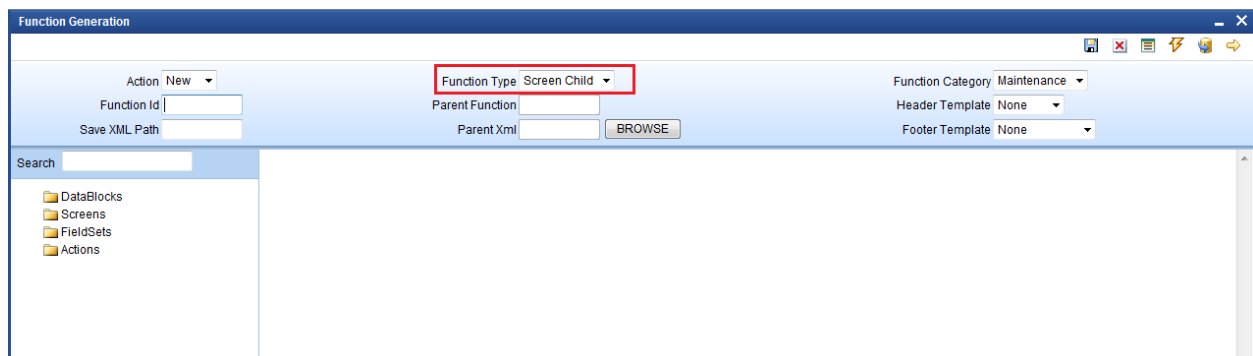 Function Generation
Action New Function Type Screen Child Function Category Maintenance
Function Id Parent Function Header Template None
Save XML Path Parent Xml BROWSE Footer Template None
Search
DataBlocks
Screens
FieldSets
Actions